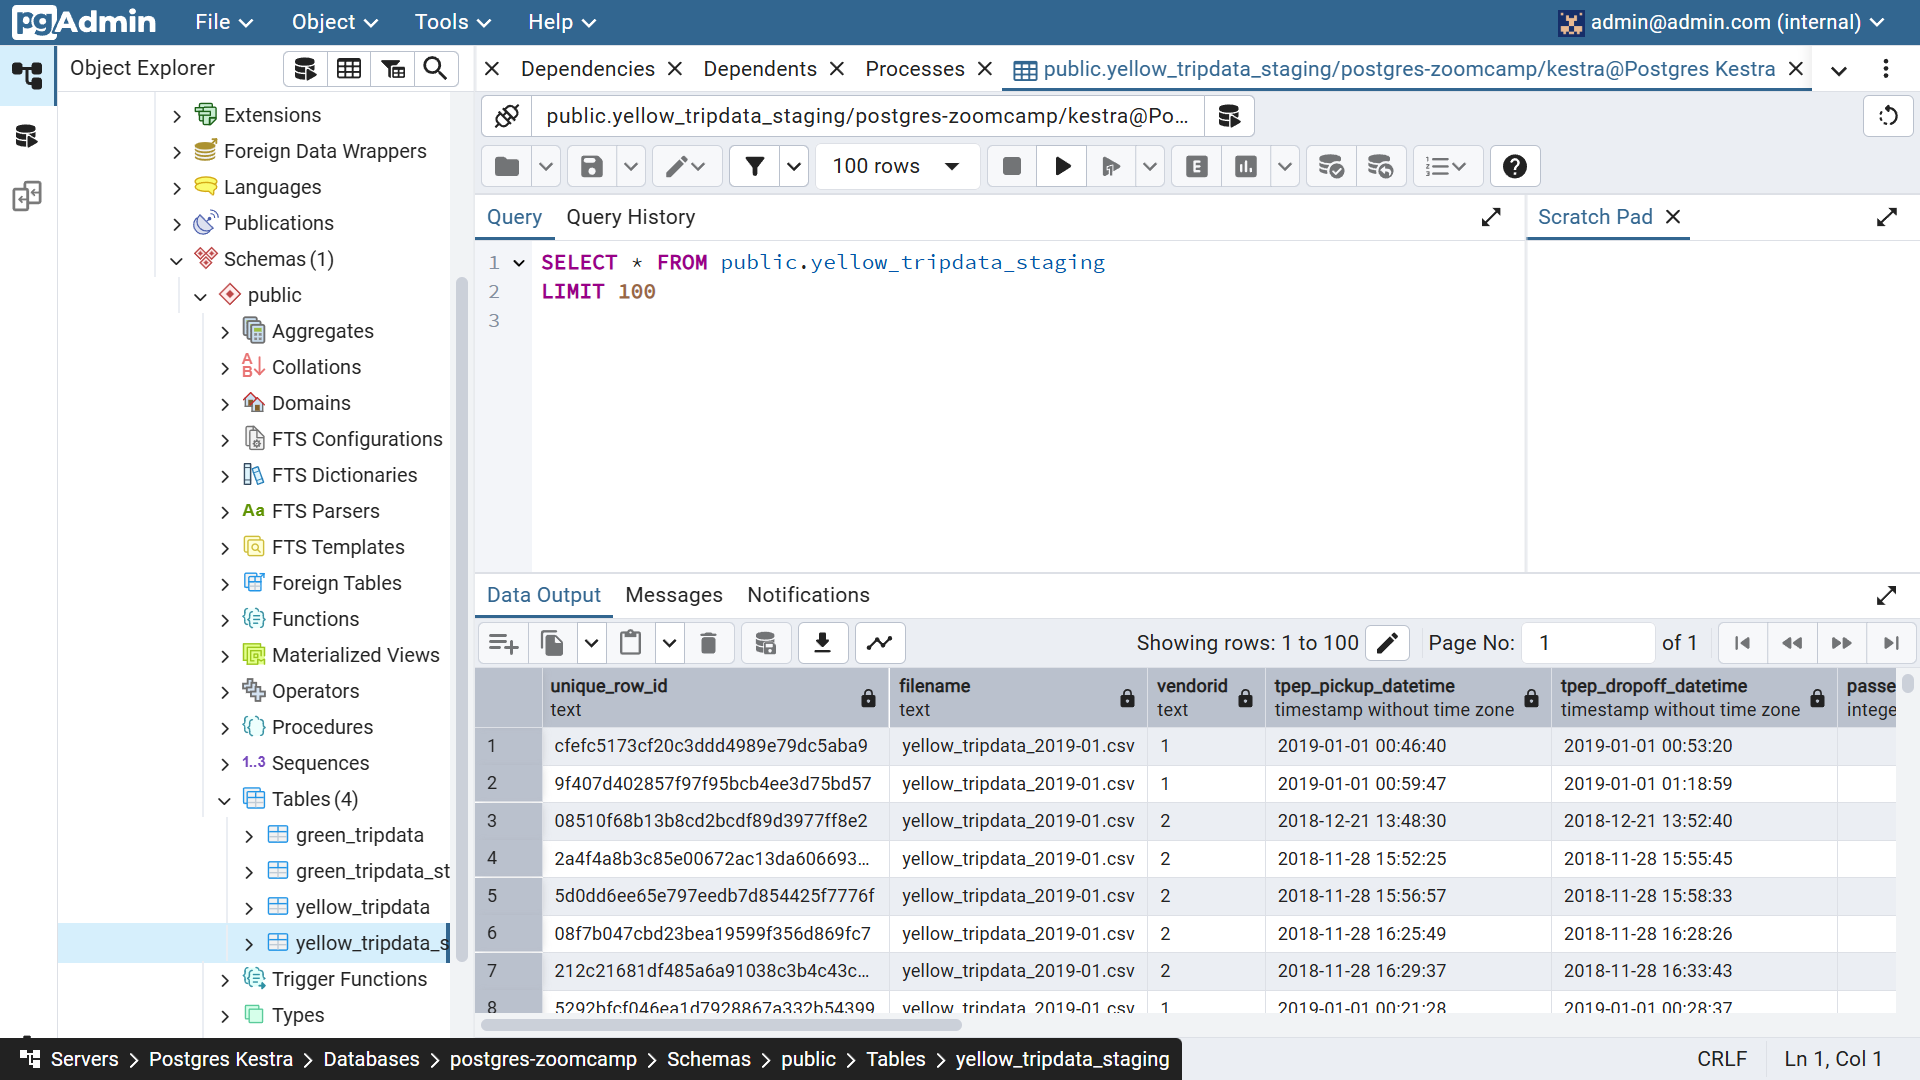 pgAdmin File Object Tools Help admin@admin.com (internal)
Object Explorer
Dependencies Dependents Processes public.yellow_tripdata_staging/postgres-zoomcamp/kestra@Postgres Kestra
Extensions
Foreign Data Wrappers
Languages
Publications
Schemas (1)
public
Aggregates
Collations
Domains
FTS Configurations
FTS Dictionaries
Aa FTS Parsers
FTS Templates
Foreign Tables
Functions
Materialized Views
Operators
Procedures
1..3 Sequences
Tables (4)
green_tripdata
green_tripdata_st
yellow_tripdata
yellow_tripdata_s
Trigger Functions
Types
public.yellow_tripdata_staging/postgres-zoomcamp/kestra@Po...
100 rows E
Query Query History Scratch Pad
1 SELECT * FROM public.yellow_tripdata_staging
2 LIMIT 100
3
Data Output Messages Notifications
Showing rows: 1 to 100 Page No: 1 of 1
unique_row_id filename vendorid tpep_pickup_datetime tpep_dropoff_datetime passe
text text text timestamp without time zone timestamp without time zone intege
1 cfefc5173cf20c3ddd4989e79dc5aba9 yellow_tripdata_2019-01.csv 1 2019-01-01 00:46:40 2019-01-01 00:53:20
2 9f407d402857f97f95bcb4ee3d75bd57 yellow_tripdata_2019-01.csv 1 2019-01-01 00:59:47 2019-01-01 01:18:59
3 08510f68b13b8cd2bcdf89d3977ff8e2 yellow_tripdata_2019-01.csv 2 2018-12-21 13:48:30 2018-12-21 13:52:40
4 2a4f4a8b3c85e00672ac13da606693... yellow_tripdata_2019-01.csv 2 2018-11-28 15:52:25 2018-11-28 15:55:45
5 5d0dd6ee65e797eedb7d854425f7776f yellow_tripdata_2019-01.csv 2 2018-11-28 15:56:57 2018-11-28 15:58:33
6 08f7b047cbd23bea19599f356d869fc7 yellow_tripdata_2019-01.csv 2 2018-11-28 16:25:49 2018-11-28 16:28:26
7 212c21681df485a6a91038c3b4c43c... yellow_tripdata_2019-01.csv 2 2018-11-28 16:29:37 2018-11-28 16:33:43
8 5292bfcf046ea1d7928867a332b54399 yellow_tripdata_2019-01.csv 1 2019-01-01 00:21:28 2019-01-01 00:28:37
Servers > Postgres Kestra > Databases > postgres-zoomcamp > Schemas > public > Tables > yellow_tripdata_staging CRLF Ln 1, Col 1